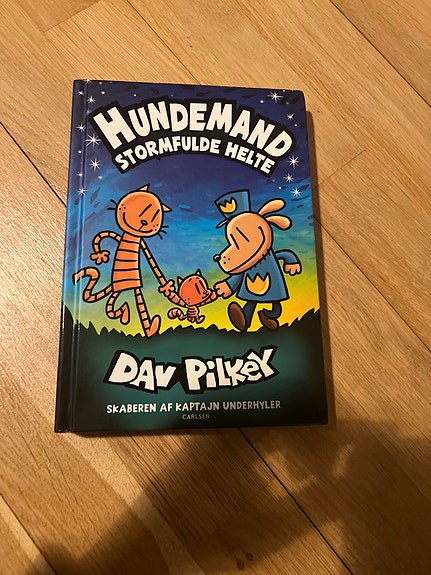 HUNDEMAND
STORMFULDE HELTE
DAV PILKEY
SKABEREN AF KAPTAJN UNDERHYLER
CARLSEN